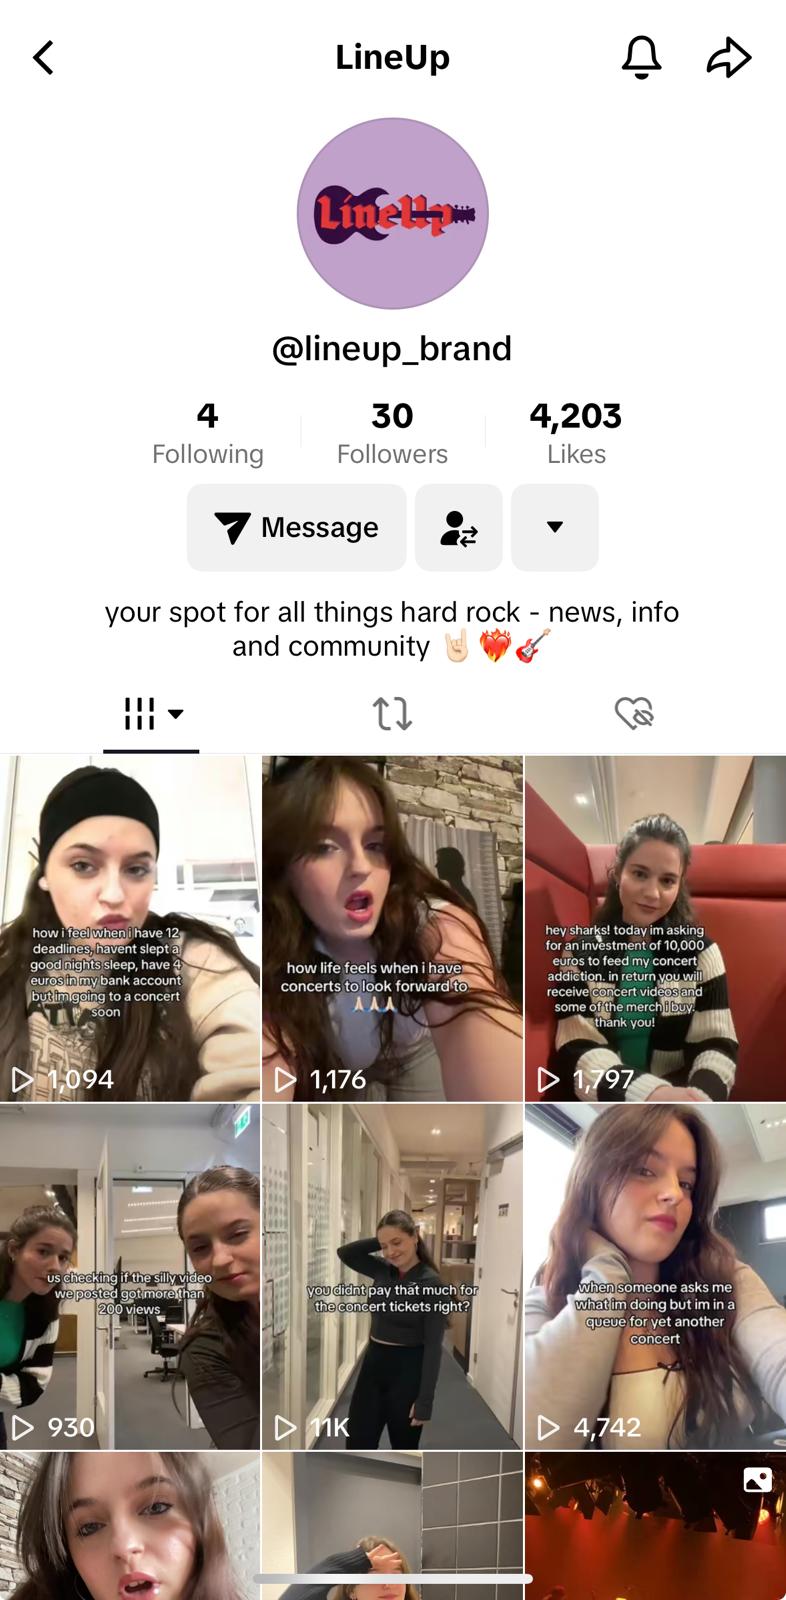 LineUp
LineUp
@lineup_brand
4
Following
30
Followers
4,203
Likes
Message
your spot for all things hard rock - news, info
and community 🤘🏻❤️‍🔥🎸
how i feel when i have 12
deadlines, havent slept a
good nights sleep, have 4
euros in my bank account
but im going to a concert
soon
1,094
how life feels when i have
concerts to look forward to
🙏🏻🙏🏻🙏🏻
1,176
hey sharks! today im asking
for an investment of 10,000
euros to feed my concert
addiction. in return you will
receive concert videos and
some of the merch i buy.
thank you!
1,797
us checking if the silly video
we posted got more than
200 views
930
you didnt pay that much for
the concert tickets right?
11K
when someone asks me
what im doing but im in a
queue for yet another
concert
4,742